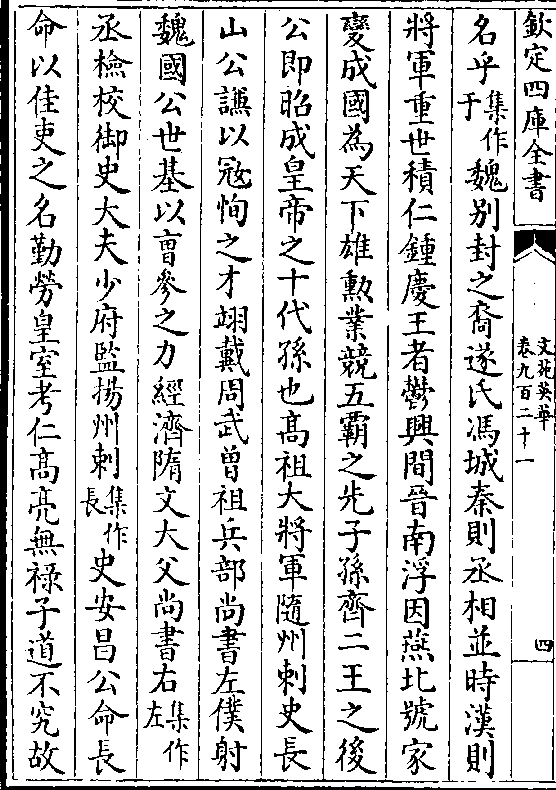 欽定四庫全書
文苑英華
卷九百二十一
四
名乎集作于魏别封之裔遂氏馮城秦則丞相並時漢則
將軍重世積仁鍾慶王者鬱興間晉南浮因燕北號家
變成國為天下雄勲業競五霸之先子孫齊二王之後
公即昭成皇帝之十代孫也髙祖大將軍隨州刺史長
山公謙以冦恂之才翊戴周武曾祖兵部尚書左僕射
魏國公世基以曺參之力經濟隋文大父尚書右集作左
丞檢校御史大夫少府監揚州刺集作長史安昌公命長
命以佳吏之名勤勞皇室考仁髙亮無禄子道不究故